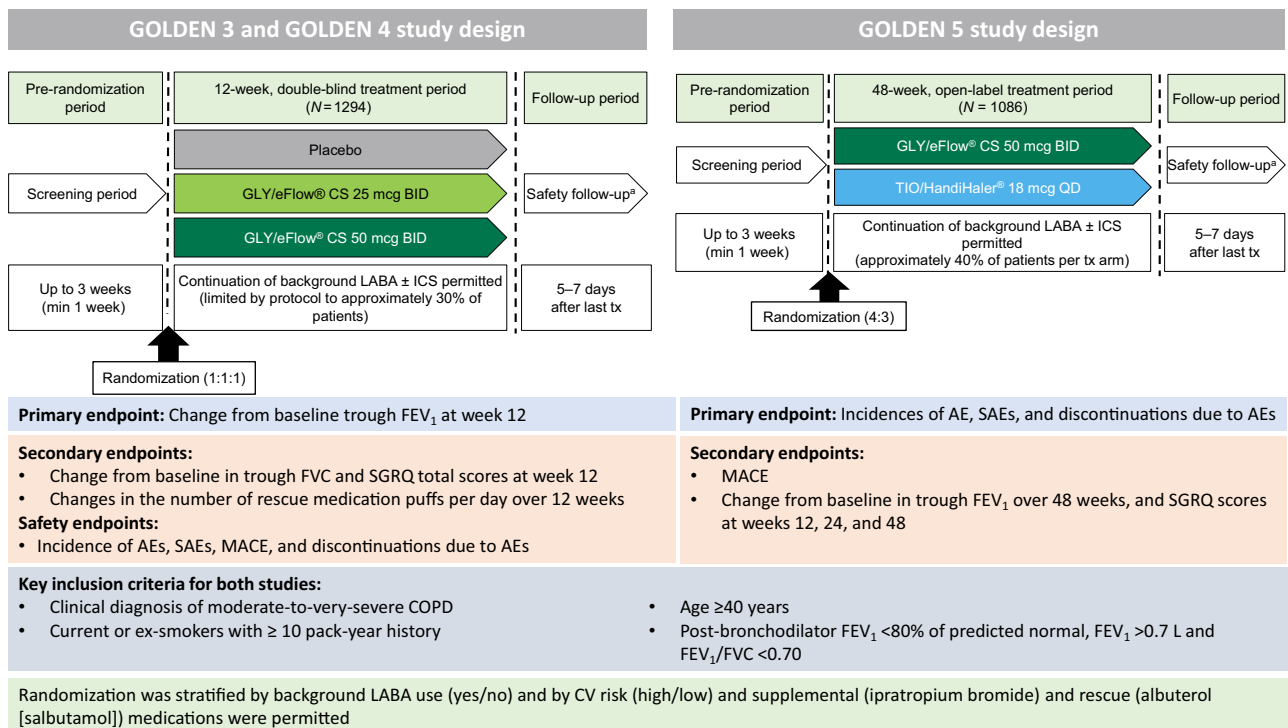 GOLDEN 3 and GOLDEN 4 study design
Pre-randomization
period
12-week, double-blind treatment period
(N = 1294)
Follow-up period
Placebo
Screening period
GLY/eFlow® CS 25 mcg BID
Safety follow-upᵃ
GLY/eFlow® CS 50 mcg BID
Up to 3 weeks
(min 1 week)
Continuation of background LABA ± ICS permitted
(limited by protocol to approximately 30% of
patients)
5–7 days
after last tx
Randomization (1:1:1)
Primary endpoint: Change from baseline trough FEV₁ at week 12
Secondary endpoints:
• Change from baseline in trough FVC and SGRQ total scores at week 12
• Changes in the number of rescue medication puffs per day over 12 weeks
Safety endpoints:
• Incidence of AEs, SAEs, MACE, and discontinuations due to AEs
GOLDEN 5 study design
Pre-randomization
period
48-week, open-label treatment period
(N = 1086)
Follow-up period
GLY/eFlow® CS 50 mcg BID
Screening period
Safety follow-upᵃ
TIO/HandiHaler® 18 mcg QD
Up to 3 weeks
(min 1 week)
Continuation of background LABA ± ICS
permitted
(approximately 40% of patients per tx arm)
5–7 days
after last tx
Randomization (4:3)
Primary endpoint: Incidences of AE, SAEs, and discontinuations due to AEs
Secondary endpoints:
• MACE
• Change from baseline in trough FEV₁ over 48 weeks, and SGRQ scores
at weeks 12, 24, and 48
Key inclusion criteria for both studies:
• Clinical diagnosis of moderate-to-very-severe COPD
• Current or ex-smokers with ≥ 10 pack-year history
• Age ≥40 years
• Post-bronchodilator FEV₁ <80% of predicted normal, FEV₁ >0.7 L and
FEV₁/FVC <0.70
Randomization was stratified by background LABA use (yes/no) and by CV risk (high/low) and supplemental (ipratropium bromide) and rescue (albuterol
[salbutamol]) medications were permitted